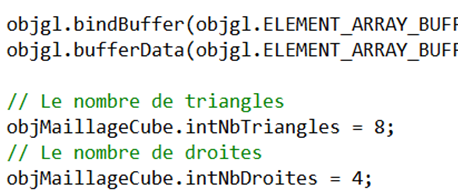 objgl.bindBuffer(objgl.ELEMENT_ARRAY_BUFF
objgl.bufferData(objgl.ELEMENT_ARRAY_BUFF
// Le nombre de triangles
objMaillageCube.intNbTriangles = 8;
// Le nombre de droites
objMaillageCube.intNbDroites = 4;